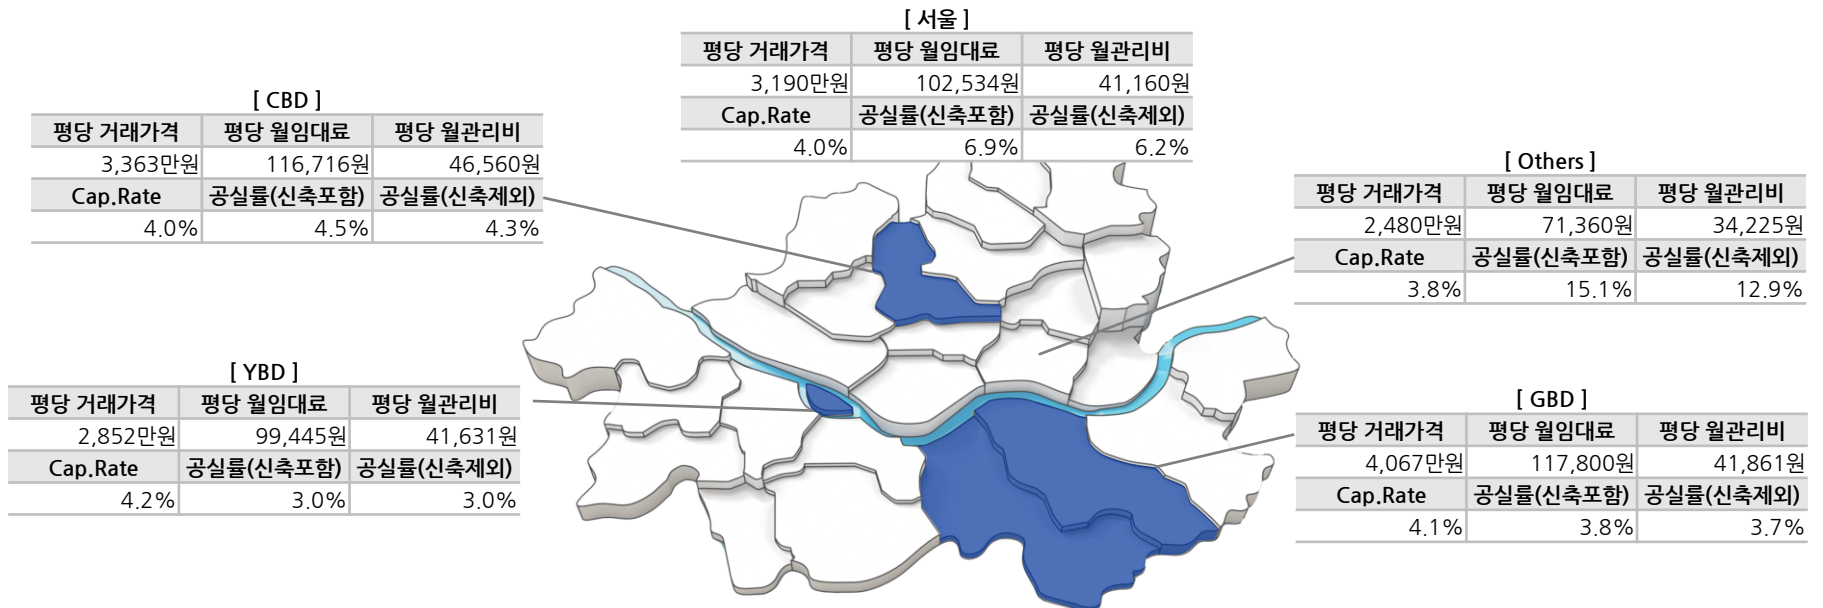 [ 서울 ]
평당 거래가격 평당 월임대료 평당 월관리비
3,190만원 102,534원 41,160원
Cap.Rate 공실률(신축포함) 공실률(신축제외)
4.0% 6.9% 6.2%
[ CBD ]
평당 거래가격 평당 월임대료 평당 월관리비
3,363만원 116,716원 46,560원
Cap.Rate 공실률(신축포함) 공실률(신축제외)
4.0% 4.5% 4.3%
[ Others ]
평당 거래가격 평당 월임대료 평당 월관리비
2,480만원 71,360원 34,225원
Cap.Rate 공실률(신축포함) 공실률(신축제외)
3.8% 15.1% 12.9%
[ YBD ]
평당 거래가격 평당 월임대료 평당 월관리비
2,852만원 99,445원 41,631원
Cap.Rate 공실률(신축포함) 공실률(신축제외)
4.2% 3.0% 3.0%
[ GBD ]
평당 거래가격 평당 월임대료 평당 월관리비
4,067만원 117,800원 41,861원
Cap.Rate 공실률(신축포함) 공실률(신축제외)
4.1% 3.8% 3.7%